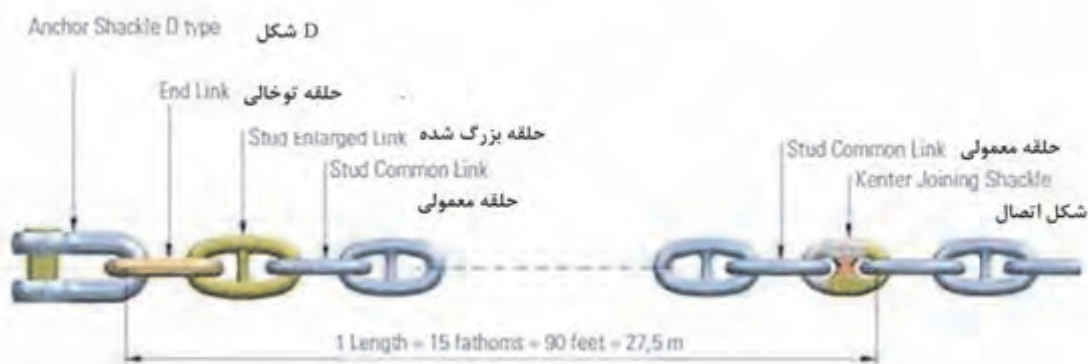 Anchor Shackle D type شکل D
End Link حلقه توخالی
Stud Enlarged Link حلقه بزرگ شده
Stud Common Link
حلقه معمولی
Stud Common Link حلقه معمولی
Kenter Joining Shackle
شکل اتصال
1 Length = 15 fathoms = 90 feet = 27,5 m